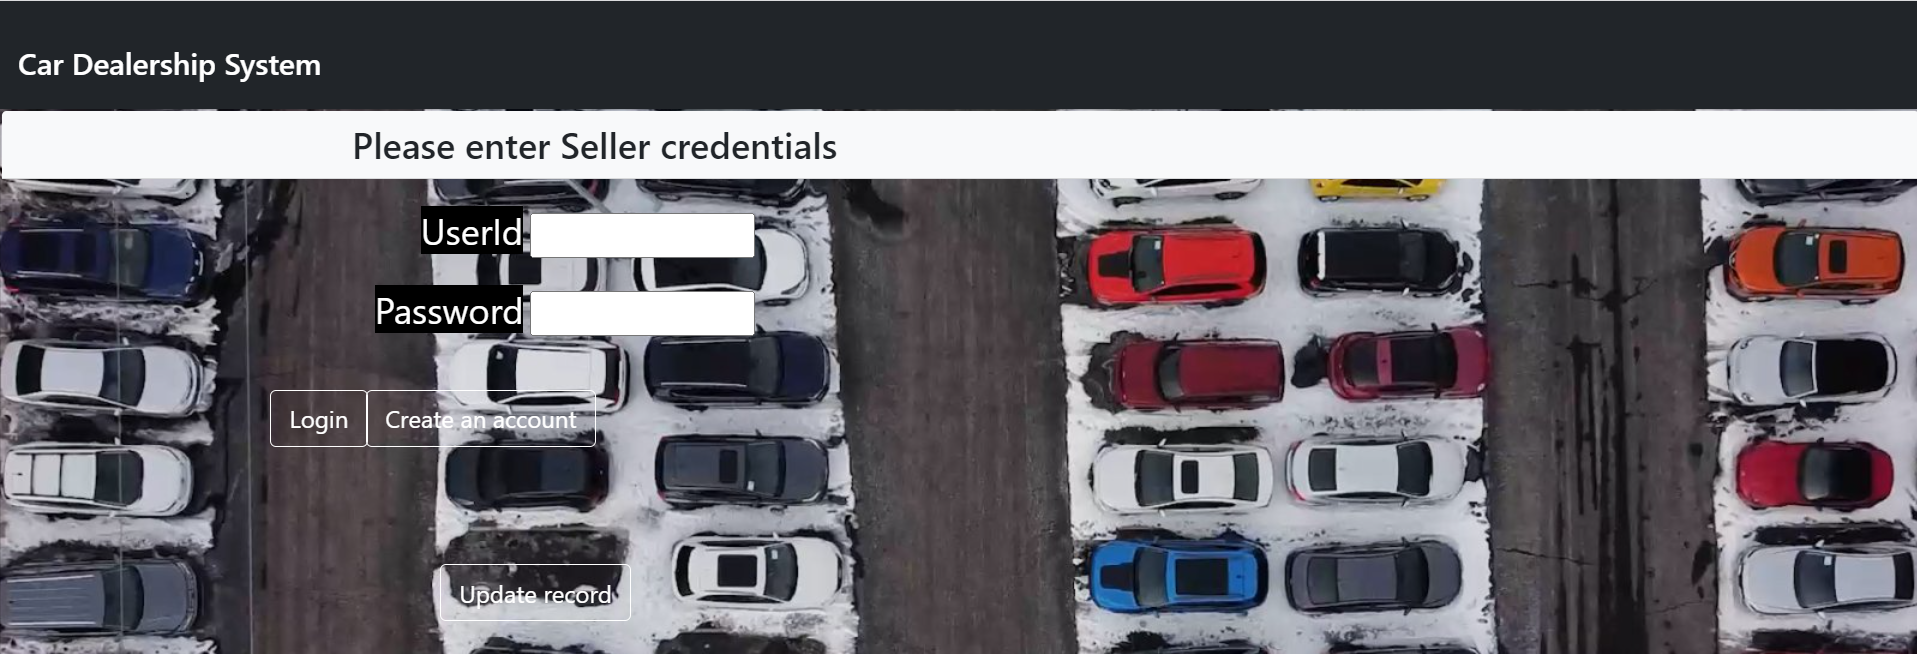 Car Dealership System
Please enter Seller credentials
UserId
Password
Login Create an account
Update record